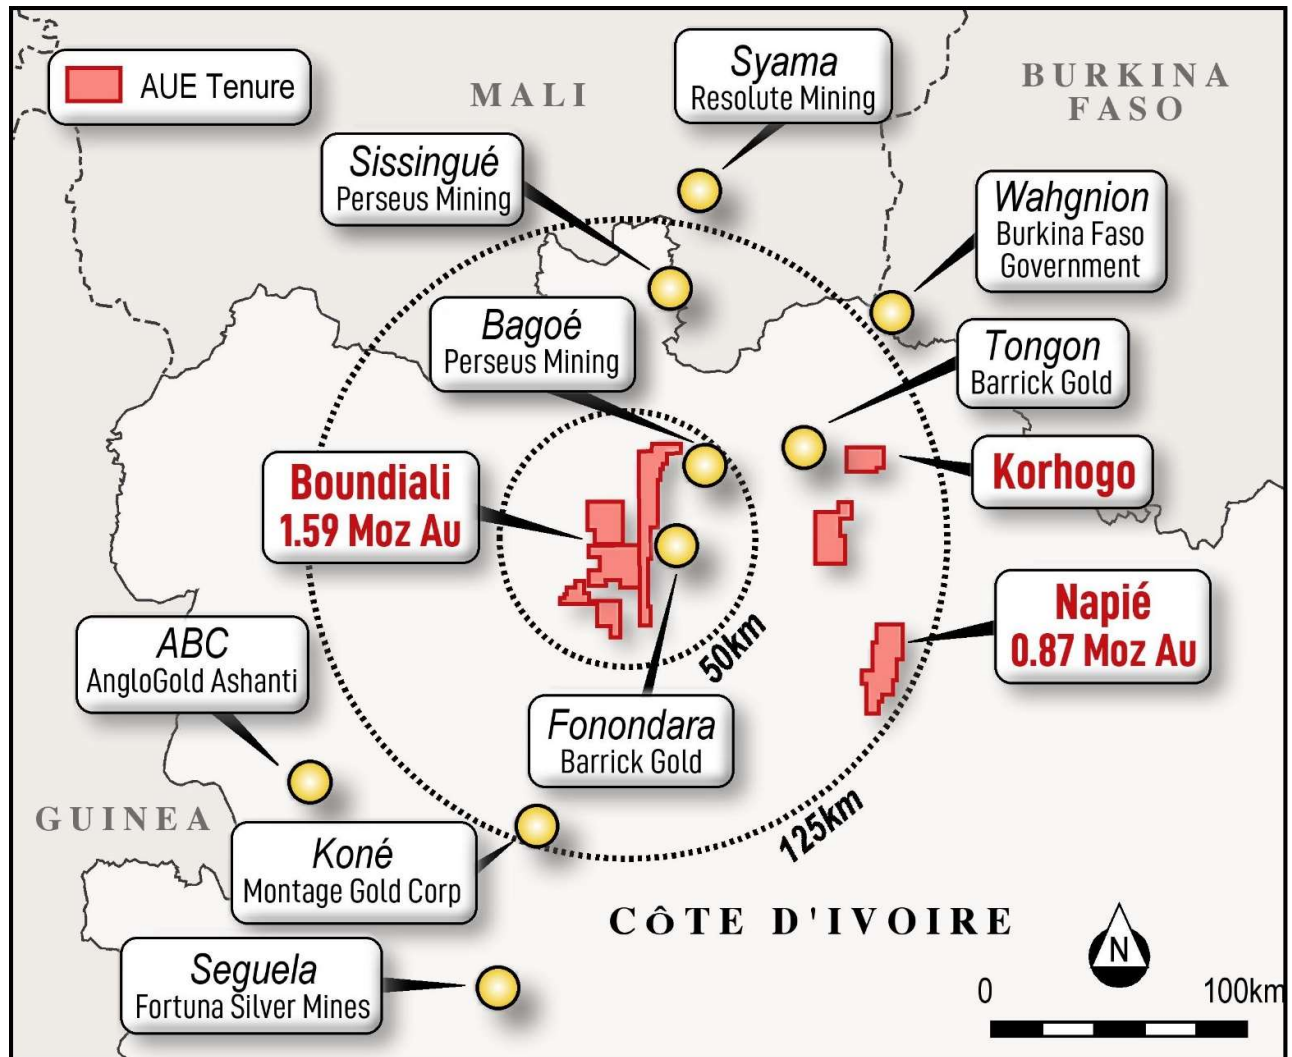 AUE Tenure
MALI
BURKINA
FASO
Syama
Resolute Mining
Sissingué
Perseus Mining
Wahgnion
Burkina Faso
Government
Bagoé
Perseus Mining
Tongon
Barrick Gold
Boundiali
1.59 Moz Au
Korhogo
Napié
0.87 Moz Au
50km
ABC
AngloGold Ashanti
Fonondara
Barrick Gold
125km
GUINEA
Koné
Montage Gold Corp
CÔTE D'IVOIRE
Seguela
Fortuna Silver Mines
N
0
100km